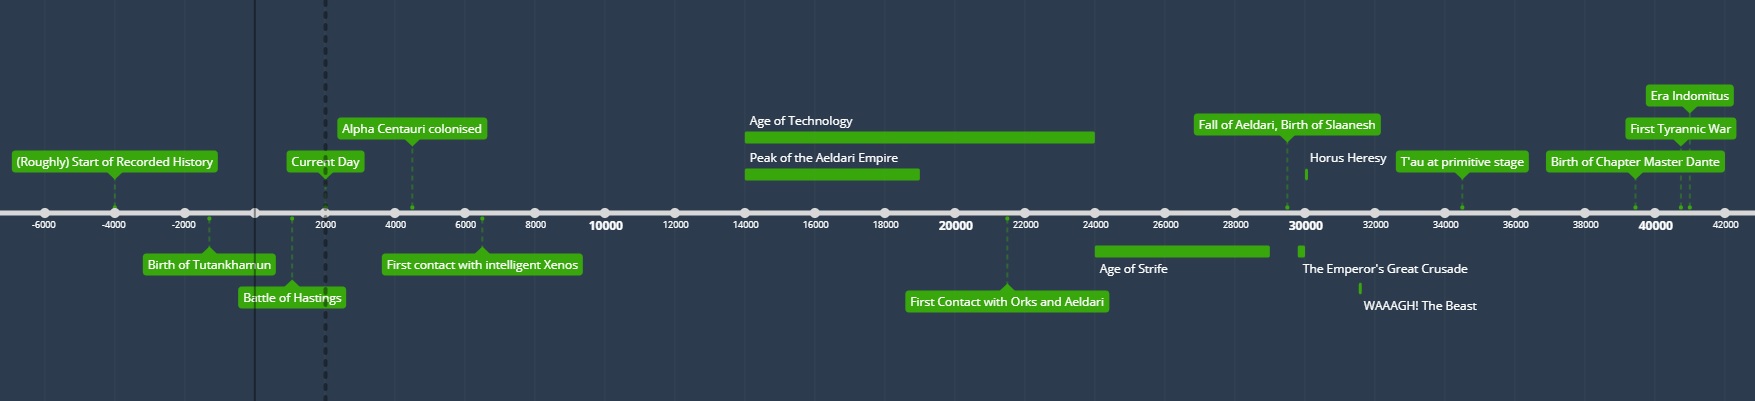 Era Indomitus
Age of Technology
Fall of Aeldari, Birth of Slaanesh
First Tyrannic War
Alpha Centauri colonised
Peak of the Aeldari Empire
Horus Heresy
(Roughly) Start of Recorded History
Current Day
T'au at primitive stage
Birth of Chapter Master Dante
-6000 -4000 -2000 2000 4000 6000 8000 10000 12000 14000 16000 18000 20000 22000 24000 26000 28000 30000 32000 34000 36000 38000 40000 42000
Birth of Tutankhamun
First contact with intelligent Xenos
Age of Strife
The Emperor's Great Crusade
Battle of Hastings
First Contact with Orks and Aeldari
WAAAGH! The Beast